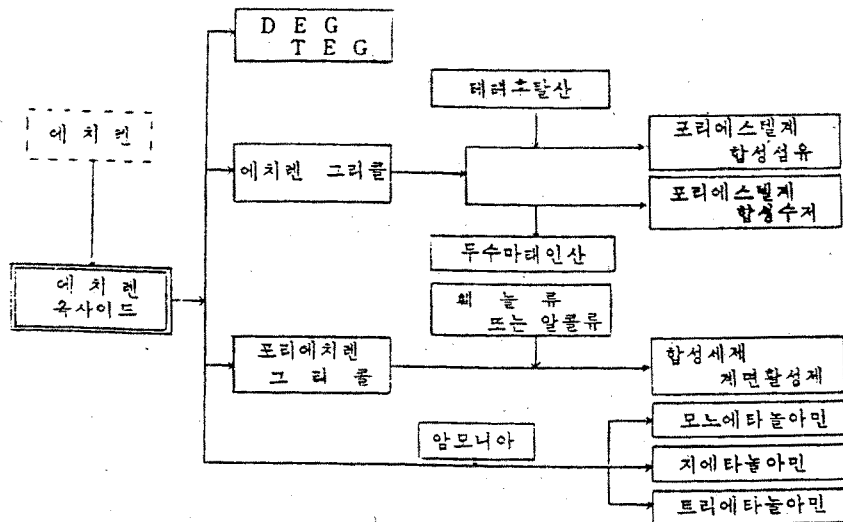 D E G
T E G
테레후탈산
에 치 렌
포리에스텔계
합성섬유
에치렌 그리콜
포리에스텔계
합성수지
두수마태인산
에 치 렌
옥사이드
페 놀 류
또는 알콜류
포리에치렌
그 리 콜
합성세제
계면활성제
모노에타놀아민
암모니아
지에타놀아민
트리에타놀아민